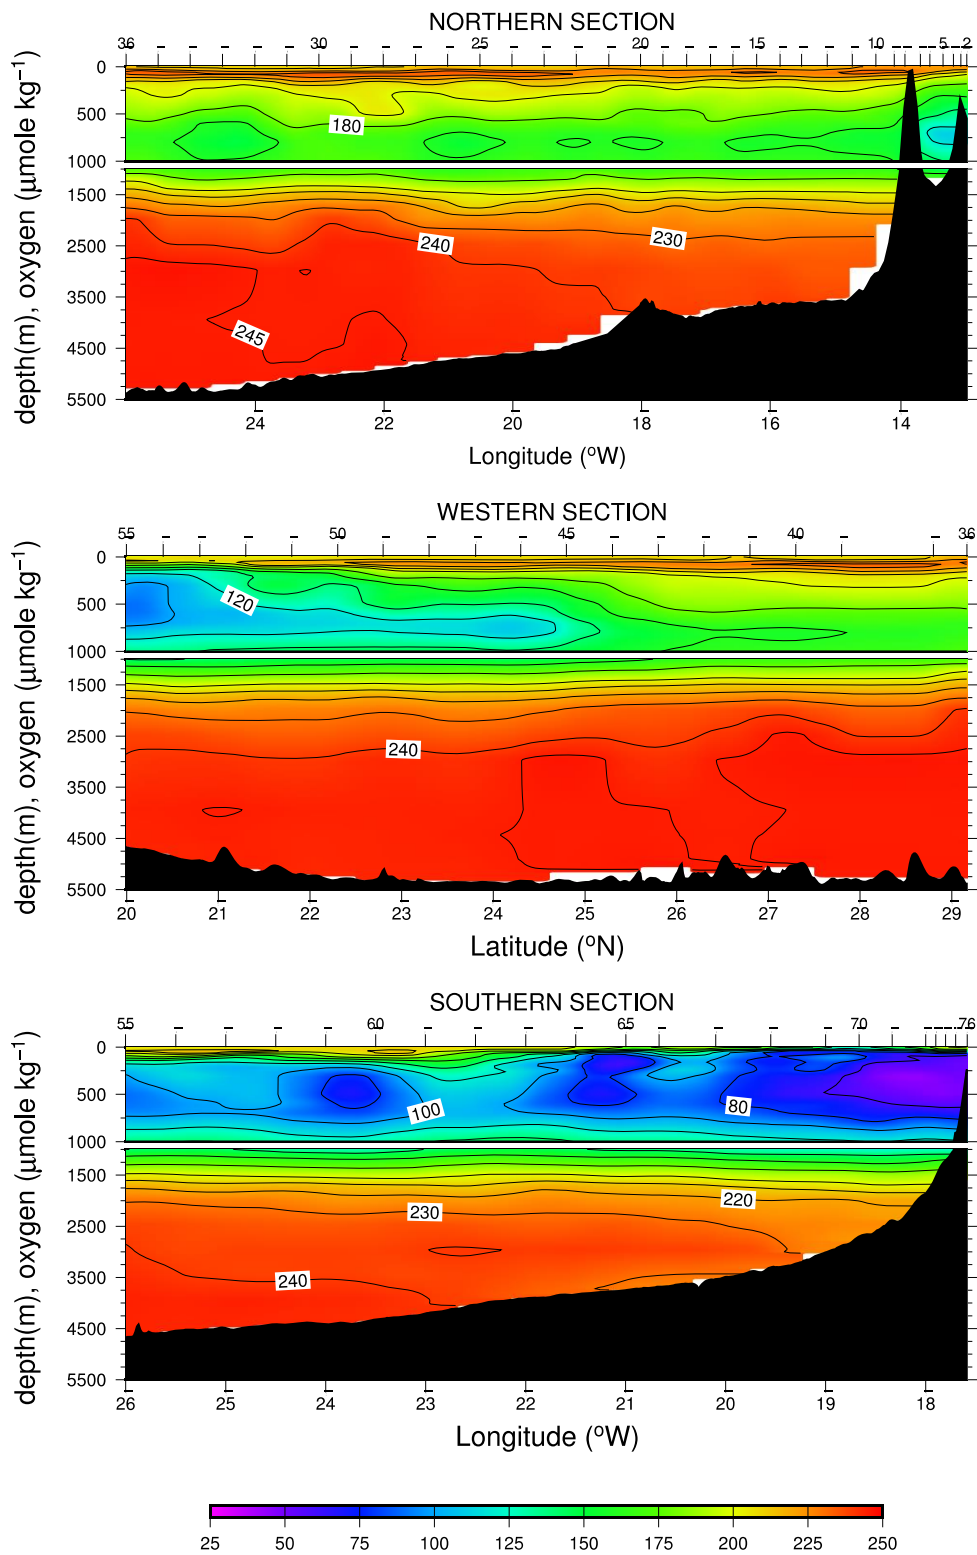 NORTHERN SECTION
36 30 25 20 15 10 5 2
0
500
1000
1500
2500
3500
4500
5500
depth(m), oxygen (μmole kg⁻¹)
180
240
230
245
24 22 20 18 16 14
Longitude (°W)
WESTERN SECTION
55 50 45 40 36
0
500
1000
1500
2500
3500
4500
5500
depth(m), oxygen (μmole kg⁻¹)
120
240
20 21 22 23 24 25 26 27 28 29
Latitude (°N)
SOUTHERN SECTION
55 60 65 70 76
0
500
1000
1500
2500
3500
4500
5500
depth(m), oxygen (μmole kg⁻¹)
100
80
220
230
240
26 25 24 23 22 21 20 19 18
Longitude (°W)
25 50 75 100 125 150 175 200 225 250